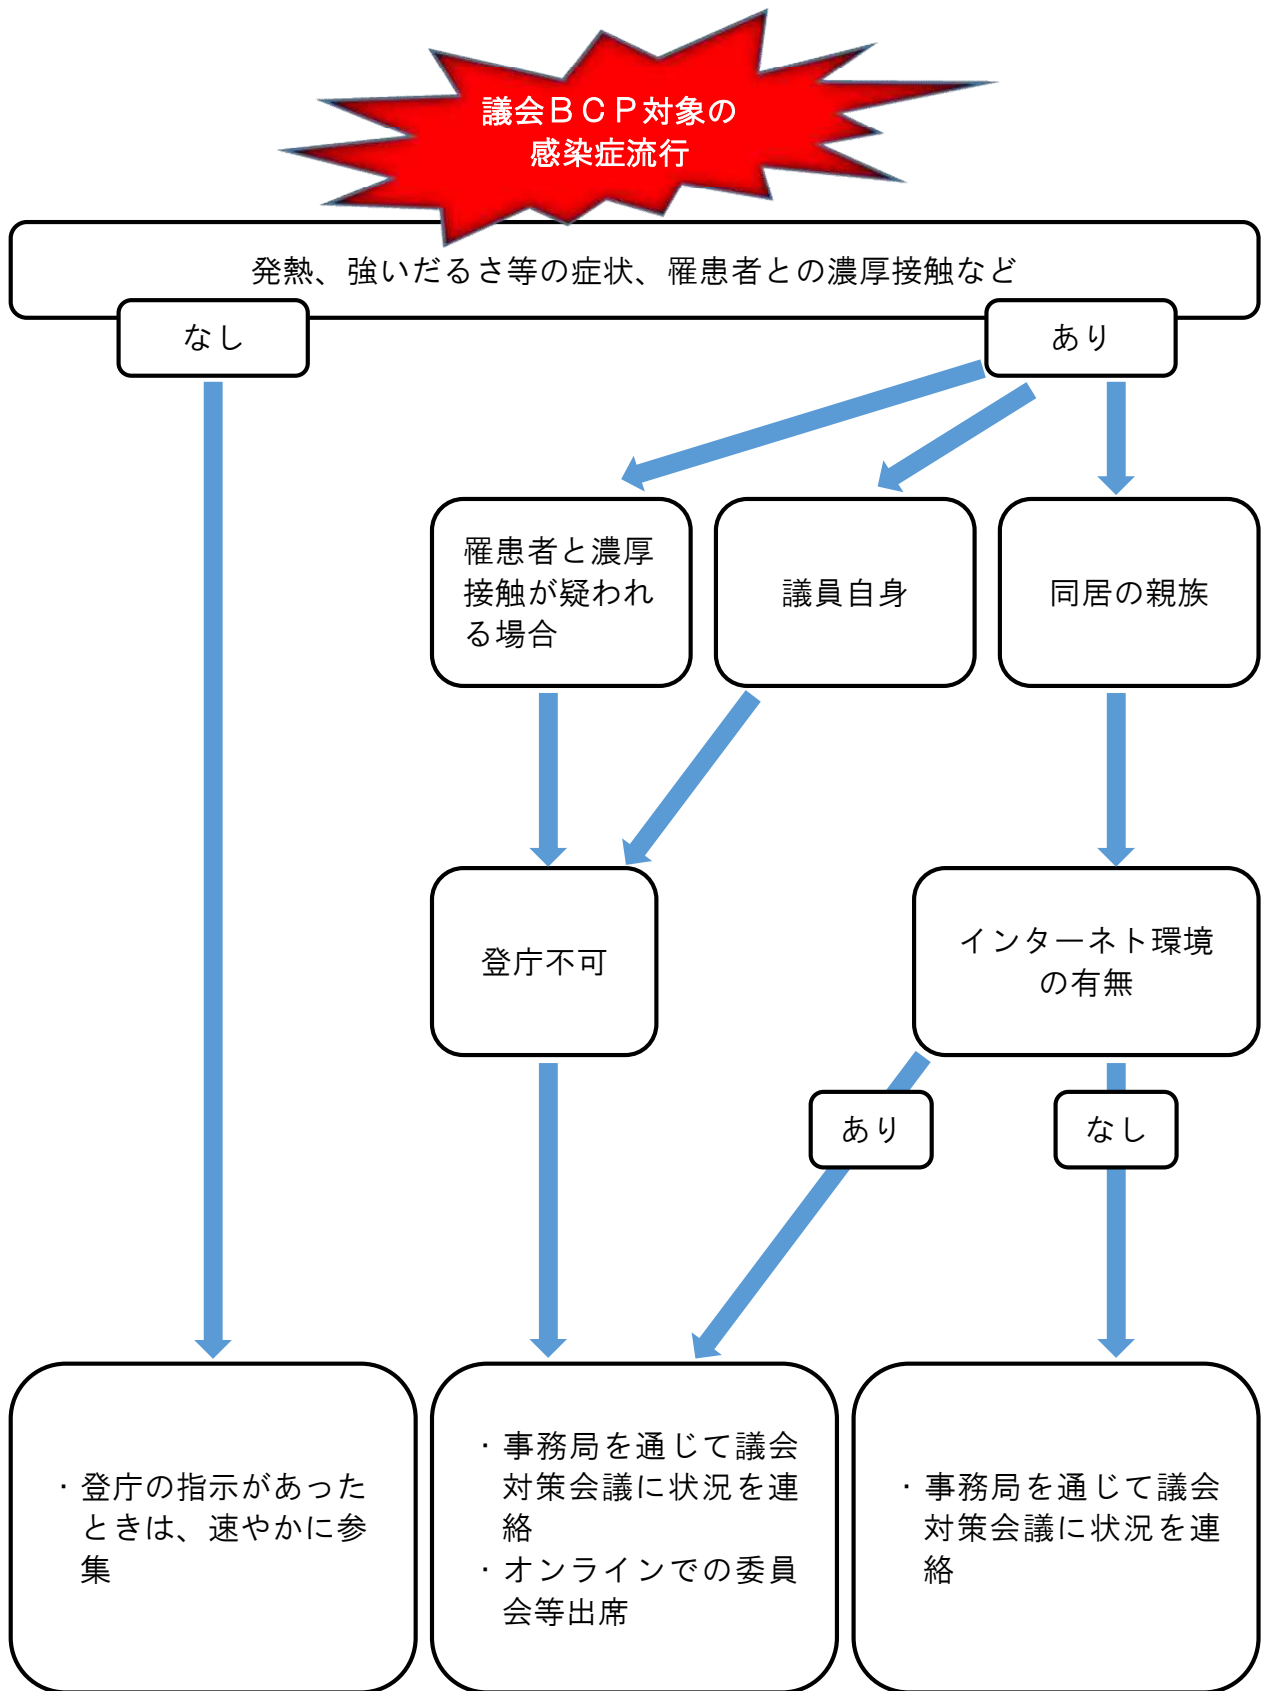 議会ＢＣＰ対象の
感染症流行
発熱、強いだるさ等の症状、罹患者との濃厚接触など
なし
あり
罹患者と濃厚
接触が疑われ
る場合
議員自身
同居の親族
登庁不可
インターネト環境
の有無
あり
なし
・登庁の指示があった
ときは、速やかに参
集
・事務局を通じて議会
対策会議に状況を連
絡
・オンラインでの委員
会等出席
・事務局を通じて議会
対策会議に状況を連
絡